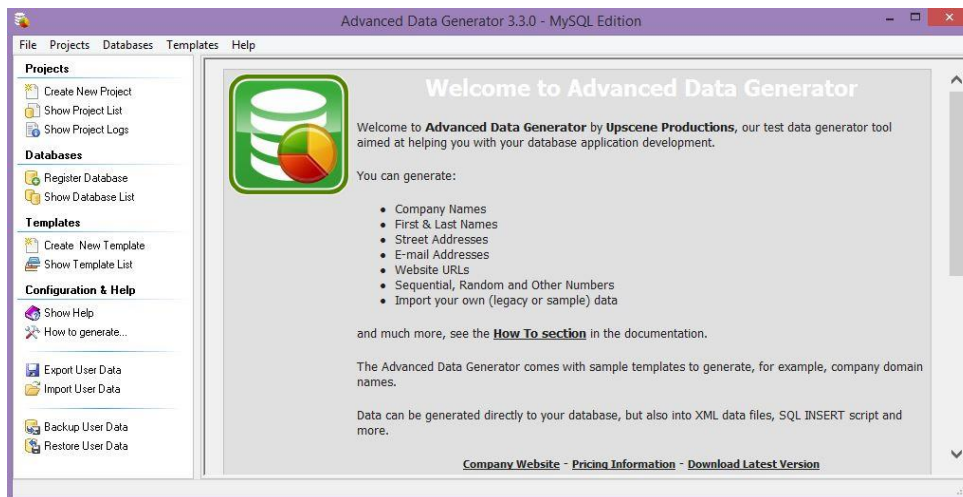 Advanced Data Generator 3.3.0 - MySQL Edition
File Projects Databases Templates Help
Projects
Create New Project
Show Project List
Show Project Logs
Databases
Register Database
Show Database List
Templates
Create New Template
Show Template List
Configuration & Help
Show Help
How to generate...
Export User Data
Import User Data
Backup User Data
Restore User Data
Welcome to Advanced Data Generator
Welcome to Advanced Data Generator by Upscene Productions, our test data generator tool
aimed at helping you with your database application development.
You can generate:
• Company Names
• First & Last Names
• Street Addresses
• E-mail Addresses
• Website URLs
• Sequential, Random and Other Numbers
• Import your own (legacy or sample) data
and much more, see the How To section in the documentation.
The Advanced Data Generator comes with sample templates to generate, for example, company domain
names.
Data can be generated directly to your database, but also into XML data files, SQL INSERT script and
more.
Company Website - Pricing Information - Download Latest Version